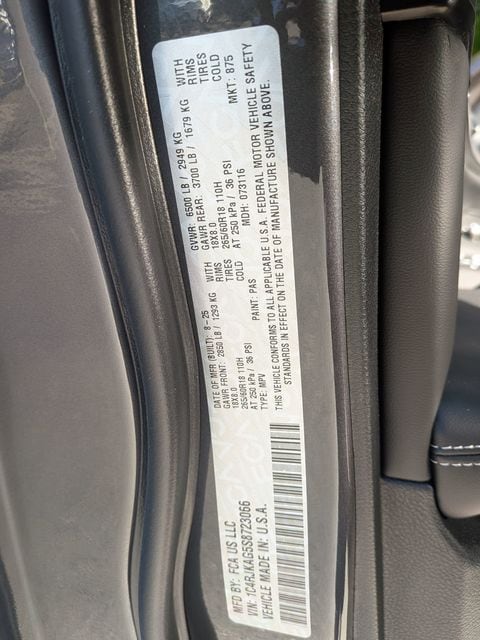 MFD BY: FCA US LLC
VIN: 1C4RJKAG5S8723066
VEHICLE MADE IN: U.S.A.
DATE OF MFR (BUILT): 8-25 GVWR: 6500 LB / 2949 KG
GAWR FRONT: 2850 LB / 1293 KG WITH GAWR REAR: 3700 LB / 1679 KG WITH
18X8.0 RIMS 18X8.0 RIMS
265/60R18 110H TIRES 265/60R18 110H TIRES
AT 250 kPa / 36 PSI COLD AT 250 kPa / 36 PSI COLD
TYPE: MPV PAINT: PAS MDH: 073116 MKT: 875
THIS VEHICLE CONFORMS TO ALL APPLICABLE U.S.A. FEDERAL MOTOR VEHICLE SAFETY
STANDARDS IN EFFECT ON THE DATE OF MANUFACTURE SHOWN ABOVE.